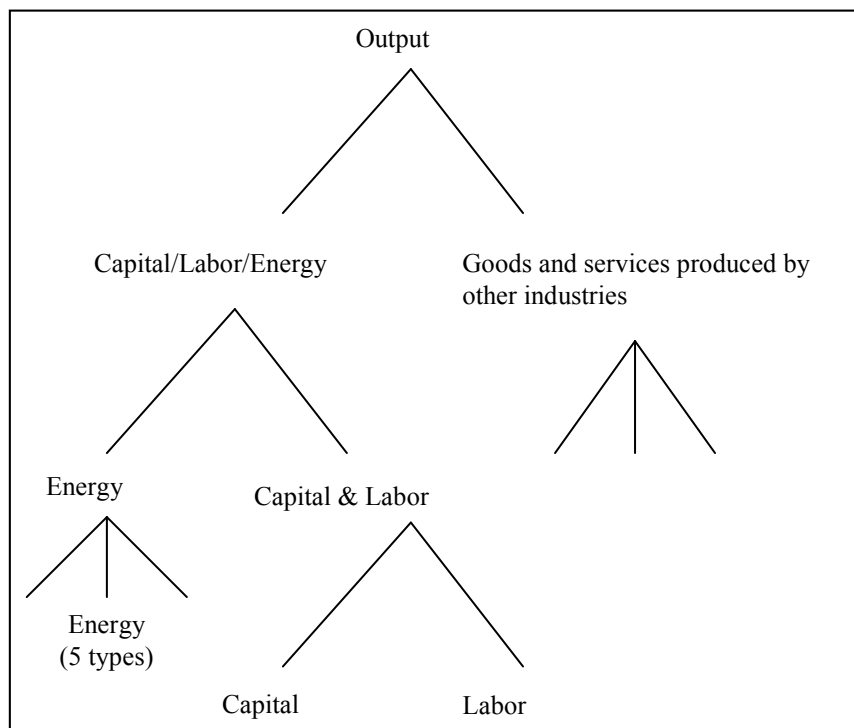 Output
Capital/Labor/Energy
Goods and services produced by
other industries
Energy
Capital & Labor
Energy
(5 types)
Capital
Labor